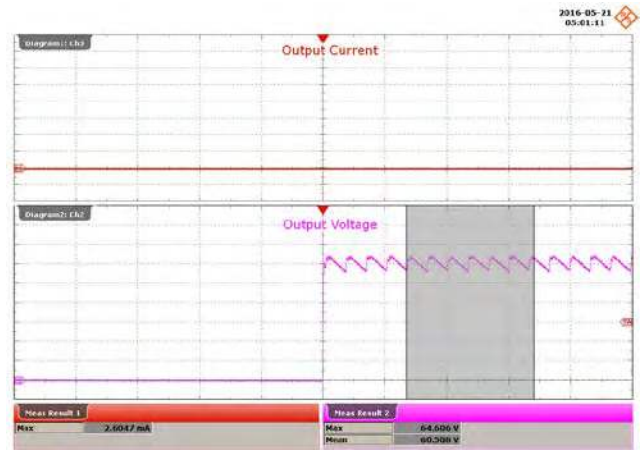 2016-05-21
05:01:11
Diagram1: Ch3
Output Current
Diagram2: Ch2
Output Voltage
Meas Result 1
Max 2.6047 mA
Meas Result 2
Max 64.606 V
Mean 60.508 V